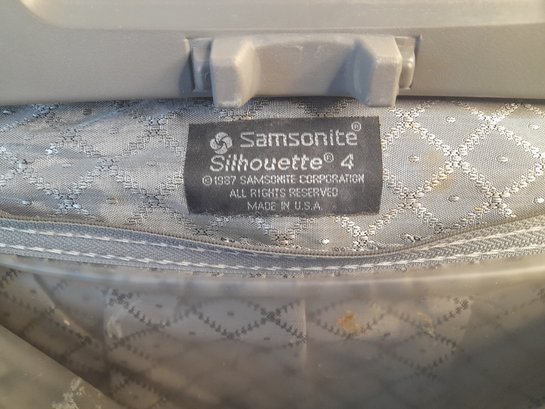 Samsonite®
Silhouette® 4
©1987 SAMSONITE CORPORATION
ALL RIGHTS RESERVED
MADE IN U.S.A.